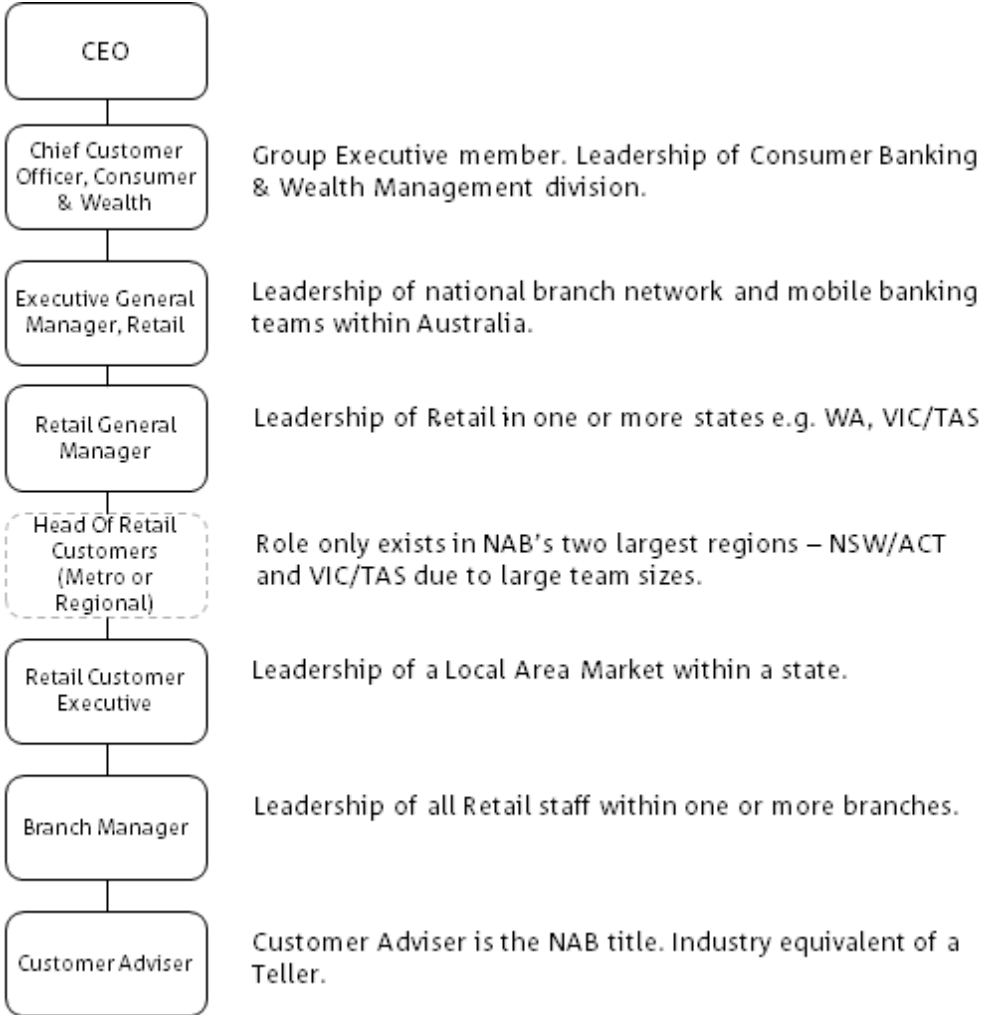 CEO
Chief Customer
Officer, Consumer
& Wealth
Group Executive member. Leadership of Consumer Banking
& Wealth Management division.
Executive General
Manager, Retail
Leadership of national branch network and mobile banking
teams within Australia.
Retail General
Manager
Leadership of Retail in one or more states e.g. WA, VIC/TAS
Head Of Retail
Customers
(Metro or
Regional)
Role only exists in NAB's two largest regions – NSW/ACT
and VIC/TAS due to large team sizes.
Retail Customer
Executive
Leadership of a Local Area Market within a state.
Branch Manager
Leadership of all Retail staff within one or more branches.
Customer Adviser
Customer Adviser is the NAB title. Industry equivalent of a
Teller.